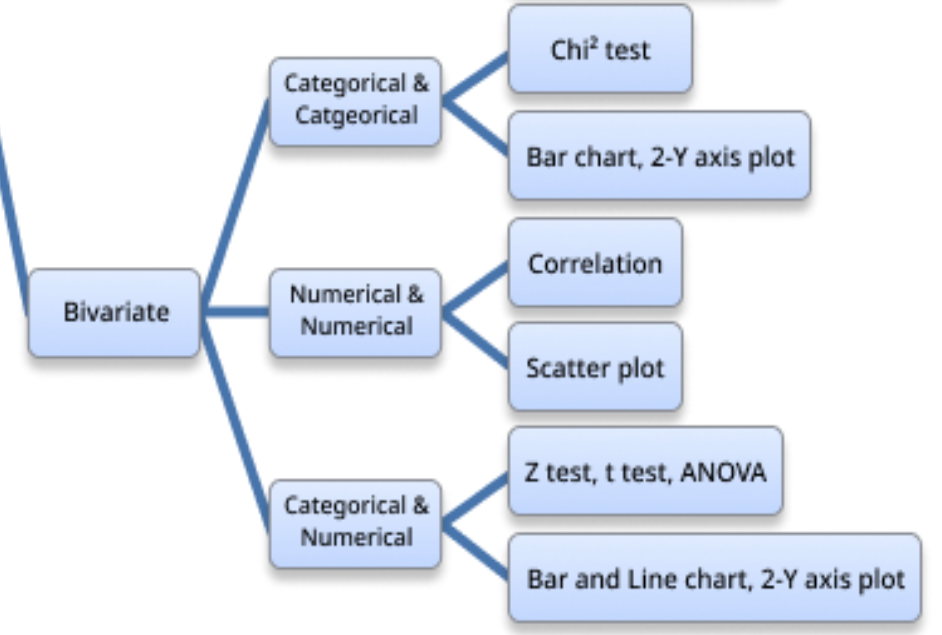 Chi² test
Categorical &
Catgeorical
Bar chart, 2-Y axis plot
Correlation
Bivariate
Numerical &
Numerical
Scatter plot
Z test, t test, ANOVA
Categorical &
Numerical
Bar and Line chart, 2-Y axis plot